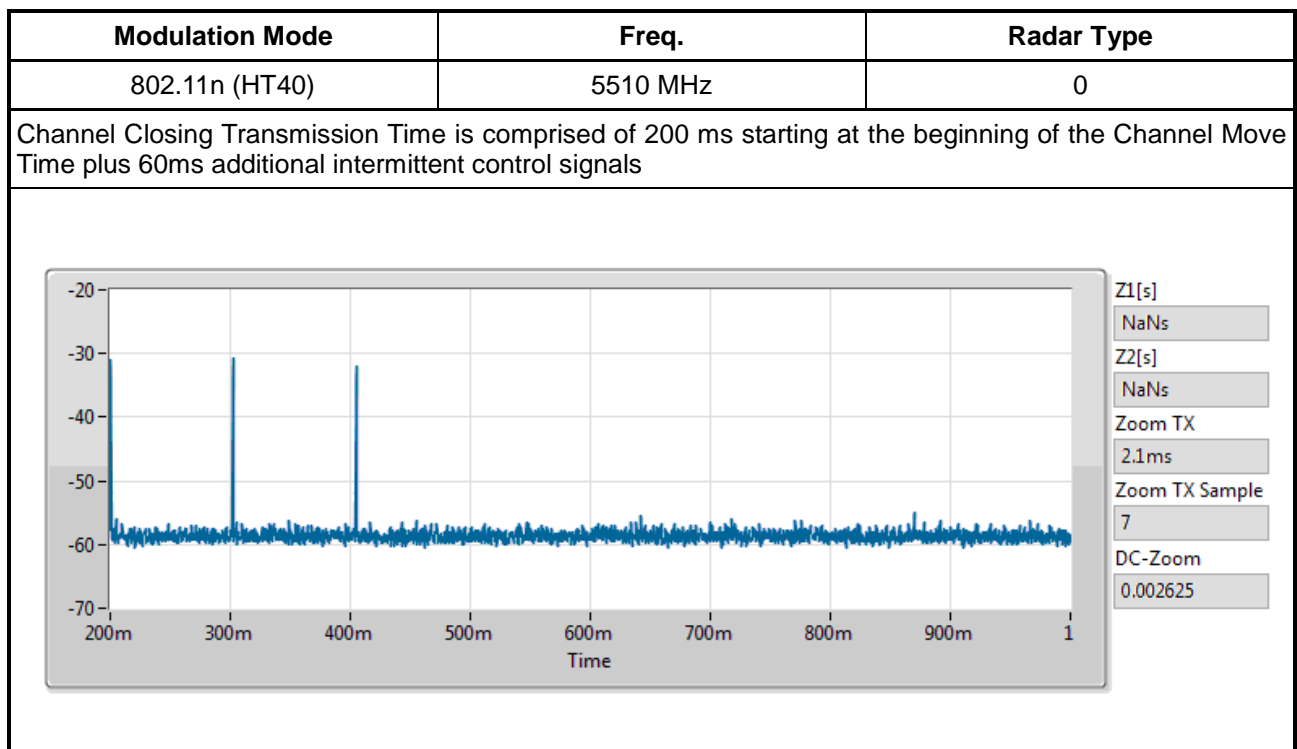 Modulation Mode Freq. Radar Type
802.11n (HT40) 5510 MHz 0
Channel Closing Transmission Time is comprised of 200 ms starting at the beginning of the Channel Move
Time plus 60ms additional intermittent control signals
-20
-30
-40
-50
-60
-70
200m 300m 400m 500m 600m 700m 800m 900m 1
Time
Z1[s]
NaNs
Z2[s]
NaNs
Zoom TX
2.1ms
Zoom TX Sample
7
DC-Zoom
0.002625